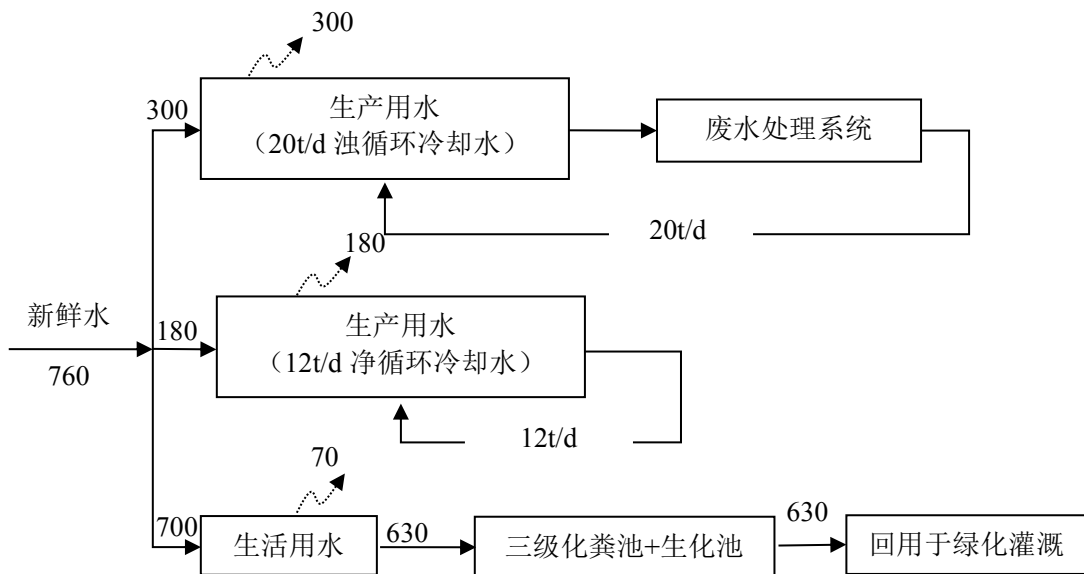 300
300
生产用水
（20t/d 浊循环冷却水）
废水处理系统
20t/d
180
新鲜水
760
180
生产用水
（12t/d 净循环冷却水）
12t/d
70
700
生活用水
630
三级化粪池+生化池
630
回用于绿化灌溉